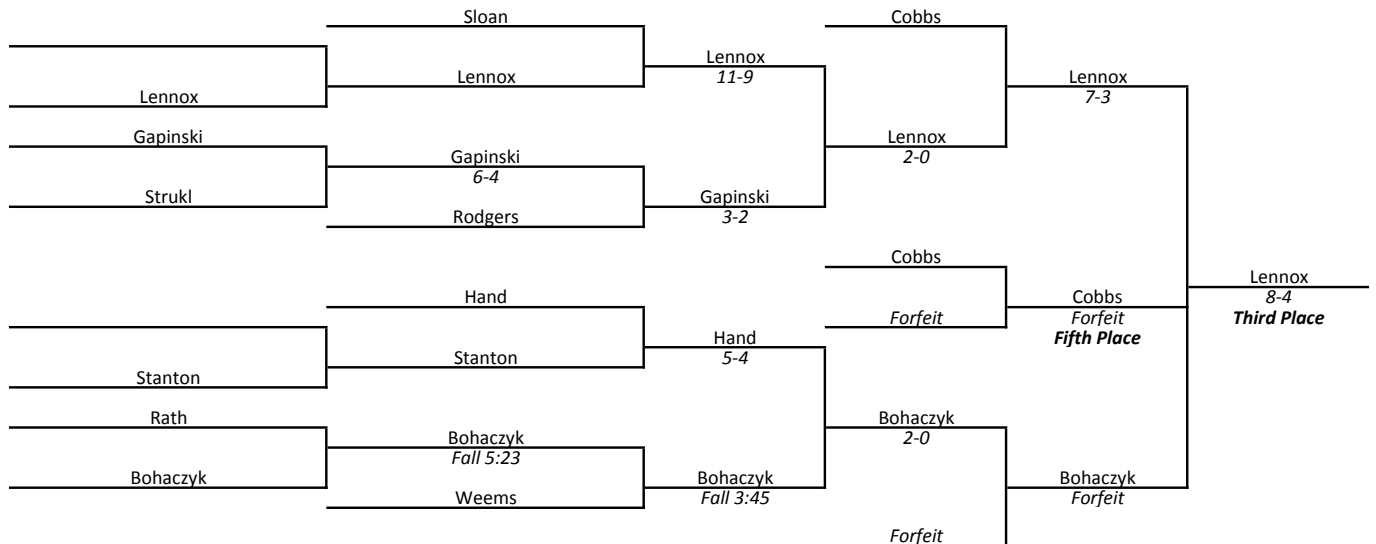 Sloan
Cobbs
Lennox
11-9
Lennox
Lennox
7-3
Lennox
Gapinski
Lennox
2-0
Gapinski
6-4
Strukl
Gapinski
3-2
Rodgers
Cobbs
Lennox
8-4
Third Place
Hand
Cobbs
Forfeit
Fifth Place
Forfeit
Hand
5-4
Stanton
Stanton
Rath
Bohaczyk
2-0
Bohaczyk
Fall 5:23
Bohaczyk
Bohaczyk
Fall 3:45
Bohaczyk
Forfeit
Weems
Forfeit